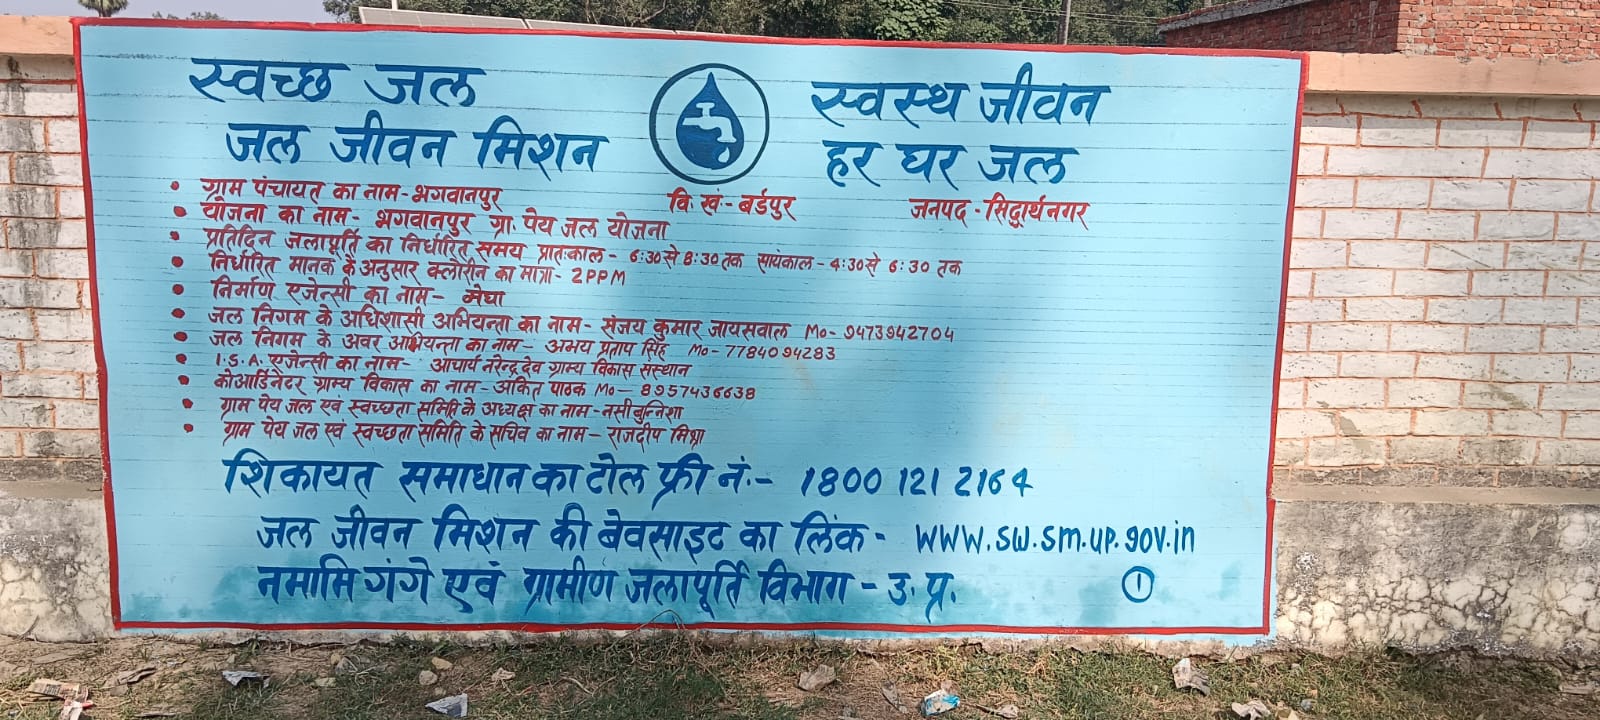 स्वच्छ जल
स्वस्थ जीवन
जल जीवन मिशन
हर घर जल
• ग्राम पंचायत का नाम-भगवानपुर वि. खं.- बर्डपुर जनपद - सिद्धार्थनगर
• योजना का नाम- भगवानपुर ग्रा. पेय जल योजना
• प्रतिदिन जलापूर्ति का निर्धारित समय प्रातःकाल - 6:30 से 8:30 तक सांयकाल - 4:30 से 6:30 तक
• निर्धारित मानक के अनुसार क्लोरीन का मात्रा- 2PPM
• निर्माण एजेन्सी का नाम- मेघा
• जल निगम के अधिशासी अभियन्ता का नाम- संजय कुमार जायसवाल Mo- 9473942704
• जल निगम के अवर अभियन्ता का नाम- अभय प्रताप सिंह Mo-7784094283
• I.S.A. एजेन्सी का नाम- आचार्य नरेन्द्र देव ग्राम्य विकास संस्थान
• कोआर्डिनेटर ग्राम्य विकास का नाम- अंकित पाठक Mo- 8957436638
• ग्राम पेय जल एवं स्वच्छता समिति के अध्यक्ष का नाम-नसीबुन्निशा
• ग्राम पेय जल एवं स्वच्छता समिति के सचिव का नाम- राजदीप मिश्रा
शिकायत समाधान का टोल फ्री नं.- 1800 121 2164
जल जीवन मिशन की बेवसाइट का लिंक- www.sw.sm.up.gov.in
नमामि गंगे एवं ग्रामीण जलापूर्ति विभाग - उ. प्र. 1